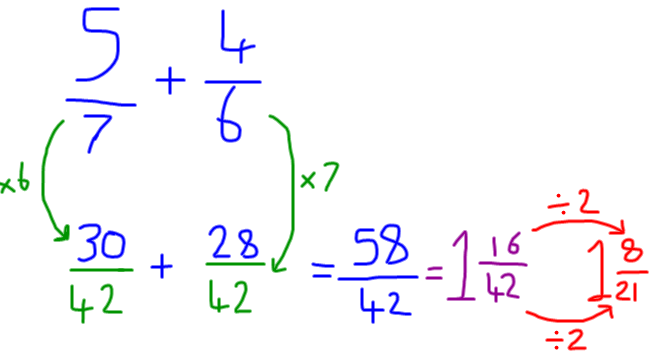 5/7 + 4/6
×6 ×7
30/42 + 28/42 = 58/42 = 1 16/42 ÷2 ÷2 1 8/21